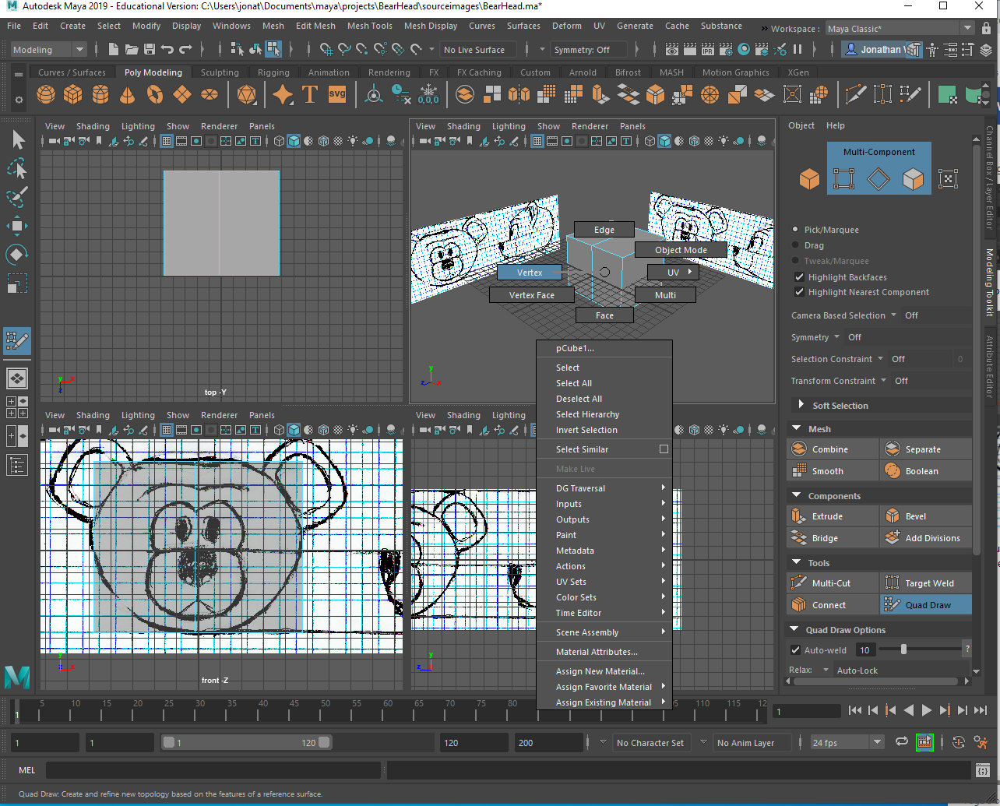 Autodesk Maya 2019 - Educational Version: C:\Users\jonat\Documents\maya\projects\BearHead\sourceimages\BearHead.ma*
File Edit Create Select Modify Display Windows Mesh Edit Mesh Mesh Tools Mesh Display Curves Surfaces Deform UV Generate Cache Substance » Workspace : Maya Classic*
Modeling No Live Surface Symmetry: Off Jonathan
Curves / Surfaces Poly Modeling Sculpting Rigging Animation Rendering FX FX Caching Custom Arnold Bifrost MASH Motion Graphics XGen
IPR
T svg 0,0,0
View Shading Lighting Show Renderer Panels
View Shading Lighting Show Renderer Panels
Object Help
Multi-Component
Pick/Marquee
Drag
Tweak/Marquee
Highlight Backfaces
Highlight Nearest Component
Camera Based Selection Off
Symmetry Off
Selection Constraint Off 0
Transform Constraint Off
Soft Selection
Mesh
Combine Separate
Smooth Boolean
Components
Extrude Bevel
Bridge Add Divisions
Tools
Multi-Cut Target Weld
Connect Quad Draw
Quad Draw Options
Auto-weld 10 ?
Relax: Auto-Lock
Channel Box / Layer Editor
Modeling Toolkit
Attribute Editor
Edge
Object Mode
Vertex UV
Vertex Face Multi
Face
y x z
top -Y
y z x
pCube1...
Select
Select All
Deselect All
Select Hierarchy
Invert Selection
Select Similar
Make Live
DG Traversal
Inputs
Outputs
Paint
Metadata
Actions
UV Sets
Color Sets
Time Editor
Scene Assembly
Material Attributes...
Assign New Material...
Assign Favorite Material
Assign Existing Material
View Shading Lighting Show Renderer Panels
View Shading Lighting
y x z
front -Z
y z
1 5 10 15 20 25 30 35 40 45 50 55 60 65 70 75 80 105 110 115 12
1
1 1 1 120 120 200 No Character Set No Anim Layer 24 fps
MEL
Quad Draw: Create and refine new topology based on the features of a reference surface.